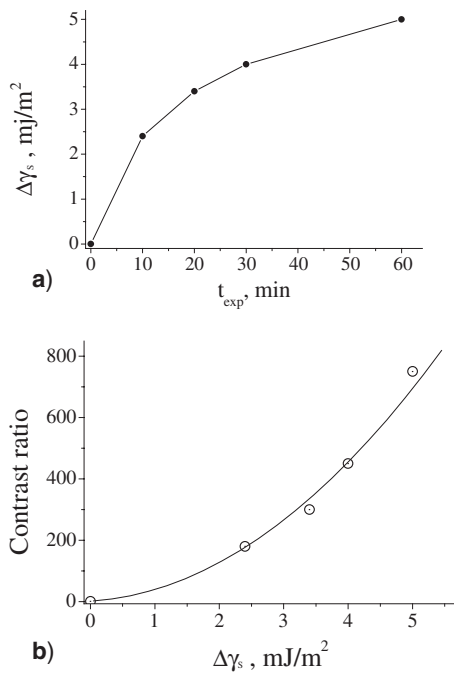 5
4
3
2
1
0
Δγₛ , mj/m²
0 10 20 30 40 50 60
a)
t_exp, min
800
600
400
200
0
Contrast ratio
0 1 2 3 4 5
b)
Δγₛ , mJ/m²